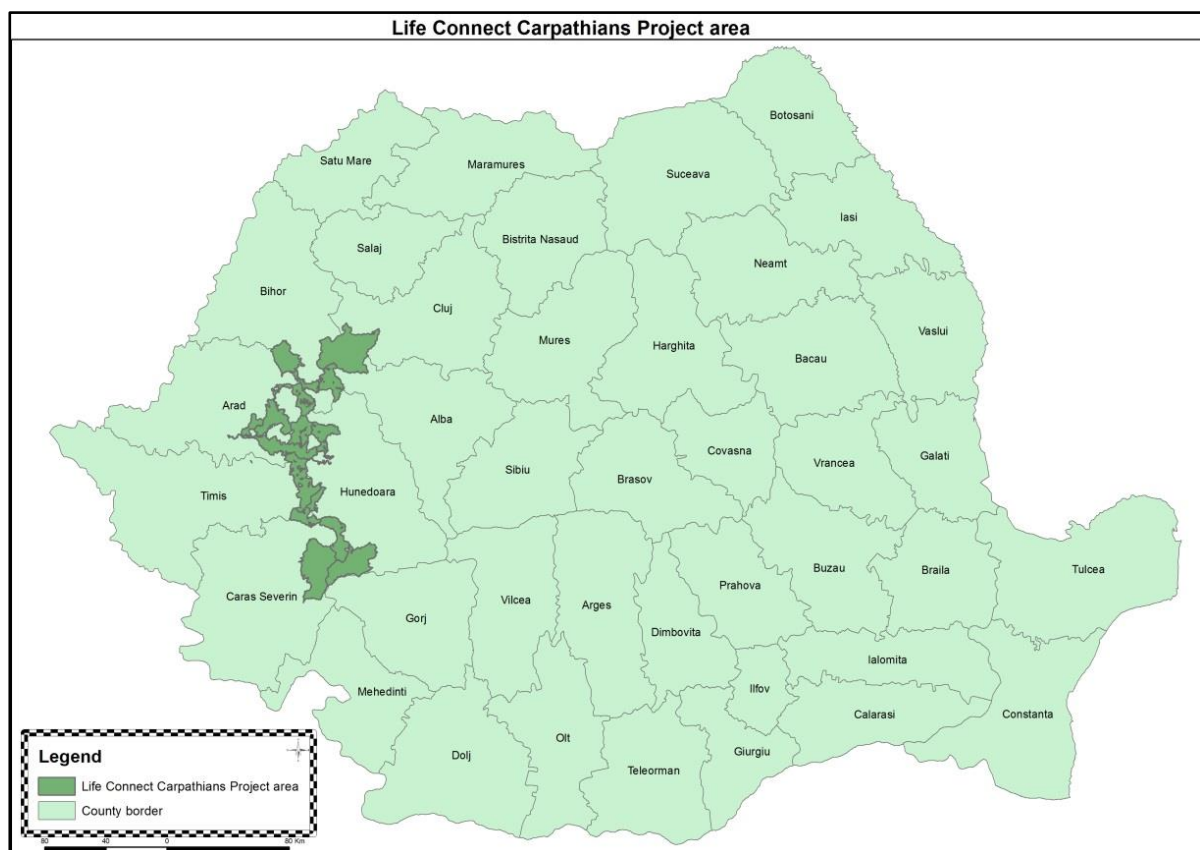 Life Connect Carpathians Project area
Botosani
Satu Mare
Maramures
Suceava
Iasi
Salaj
Bistrita Nasaud
Neamt
Bihor
Cluj
Vaslui
Mures
Harghita
Bacau
Arad
Alba
Covasna
Galati
Vrancea
Sibiu
Brasov
Timis
Hunedoara
Tulcea
Buzau
Braila
Prahova
Caras Severin
Vilcea
Arges
Gorj
Dimbovita
Ialomita
Mehedinti
Ilfov
Calarasi
Constanta
Olt
Giurgiu
Dolj
Teleorman
Legend
Life Connect Carpathians Project area
County border
80 40 0 80 Km